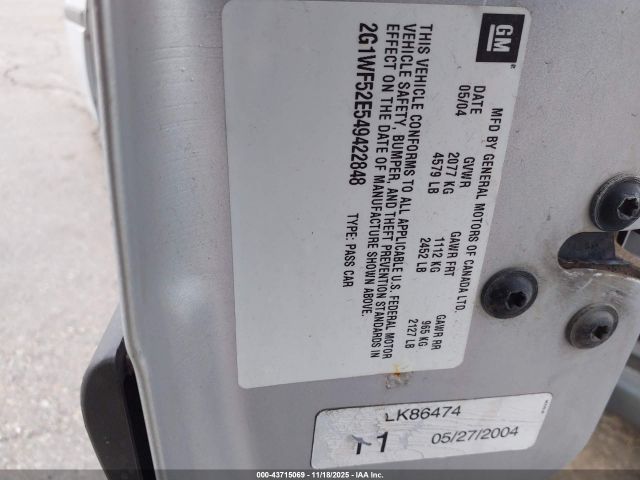 GM
MFD BY GENERAL MOTORS OF CANADA LTD.
DATE GVWR GAWR FRT GAWR RR
05/04 2077 KG 1112 KG 965 KG
4579 LB 2452 LB 2127 LB
THIS VEHICLE CONFORMS TO ALL APPLICABLE U.S. FEDERAL MOTOR
VEHICLE SAFETY, BUMPER, AND THEFT PREVENTION STANDARDS IN
EFFECT ON THE DATE OF MANUFACTURE SHOWN ABOVE.
2G1WF52E549422848 TYPE: PASS CAR
LK86474
11 05/27/2004
000-43715069 | 11/18/2025 | IAA Inc.